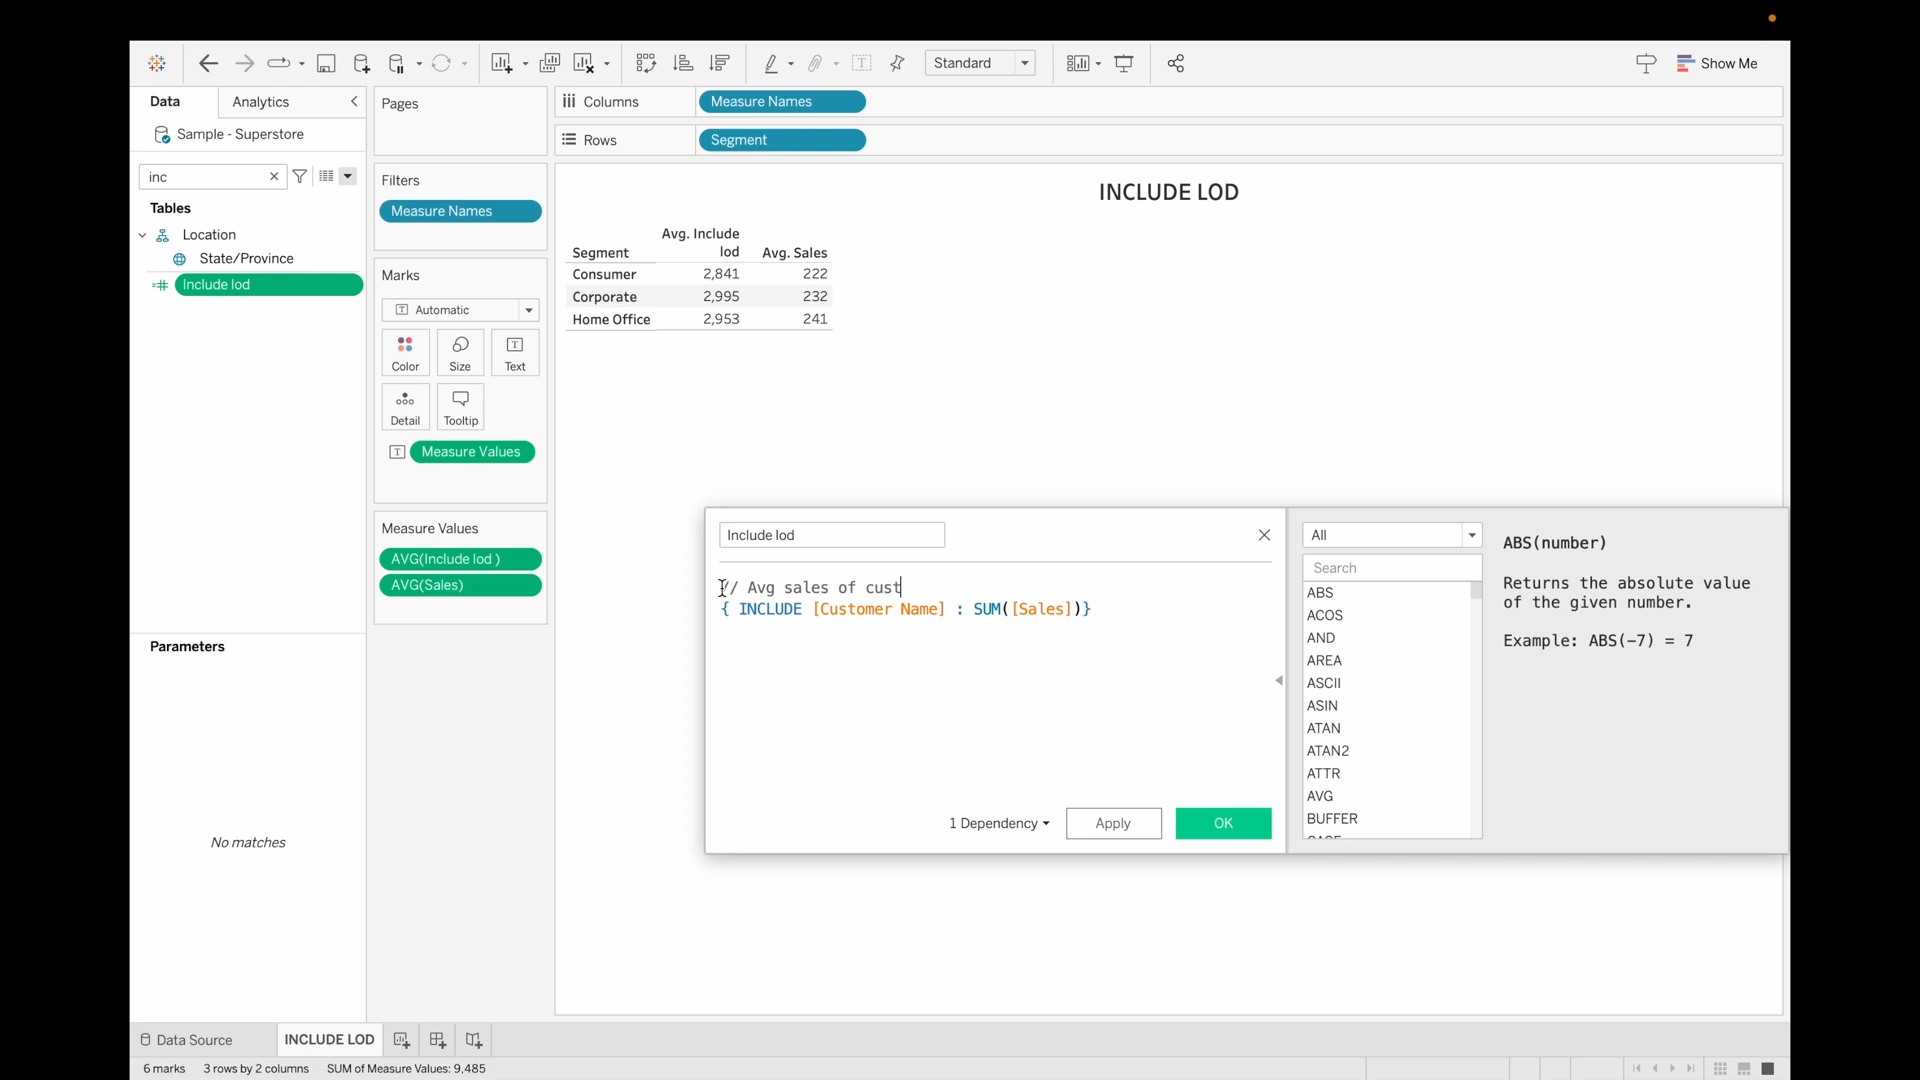 Standard
Show Me
Data
Analytics
Sample - Superstore
inc
Tables
Location
State/Province
Include lod
Parameters
No matches
Pages
Filters
Measure Names
Marks
Automatic
Color
Size
Text
Detail
Tooltip
Measure Values
Measure Values
AVG(Include lod )
AVG(Sales)
Columns
Measure Names
Rows
Segment
INCLUDE LOD
Avg. Include
Segment lod Avg. Sales
Consumer 2,841 222
Corporate 2,995 232
Home Office 2,953 241
Include lod
// Avg sales of cust
{ INCLUDE [Customer Name] : SUM([Sales])}
1 Dependency
Apply
OK
All
Search
ABS
ACOS
AND
AREA
ASCII
ASIN
ATAN
ATAN2
ATTR
AVG
BUFFER
ABS(number)
Returns the absolute value
of the given number.
Example: ABS(-7) = 7
Data Source
INCLUDE LOD
6 marks 3 rows by 2 columns SUM of Measure Values: 9,485